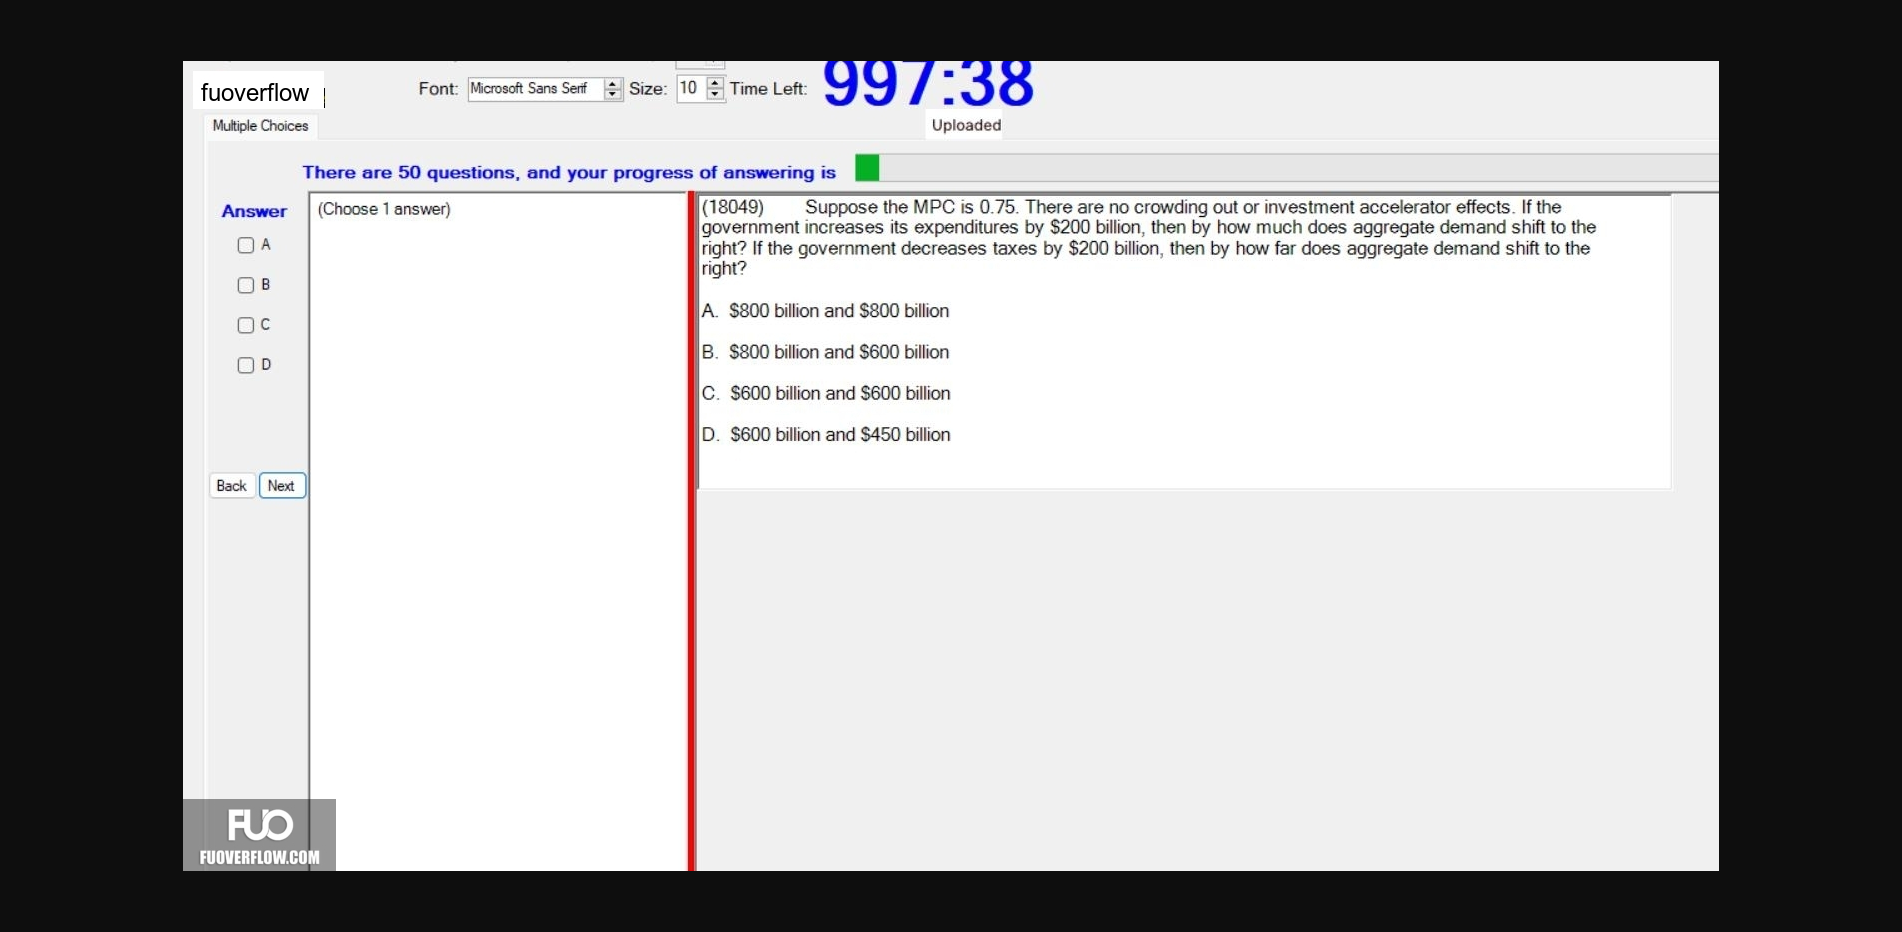 fuoverflow
Font: Microsoft Sans Serif Size: 10 Time Left: 997:38
Multiple Choices
Uploaded
There are 50 questions, and your progress of answering is
Answer
(Choose 1 answer)
A
B
C
D
Back Next
(18049) Suppose the MPC is 0.75. There are no crowding out or investment accelerator effects. If the
government increases its expenditures by $200 billion, then by how much does aggregate demand shift to the
right? If the government decreases taxes by $200 billion, then by how far does aggregate demand shift to the
right?
A. $800 billion and $800 billion
B. $800 billion and $600 billion
C. $600 billion and $600 billion
D. $600 billion and $450 billion
FUO
FUOVERFLOW.COM